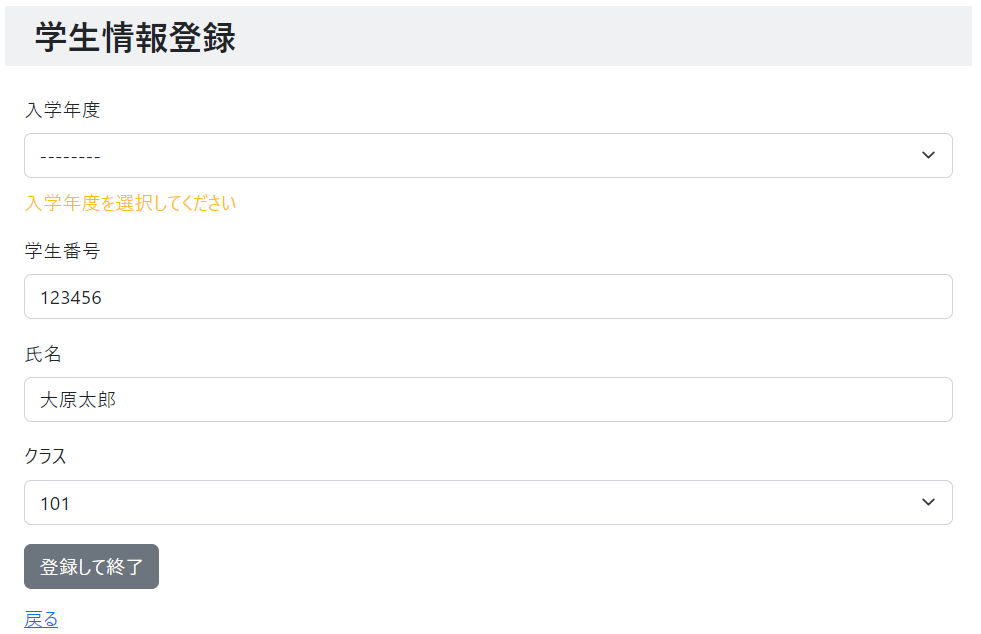 学生情報登録
入学年度
--------
入学年度を選択してください
学生番号
123456
氏名
大原太郎
クラス
101
登録して終了
戻る